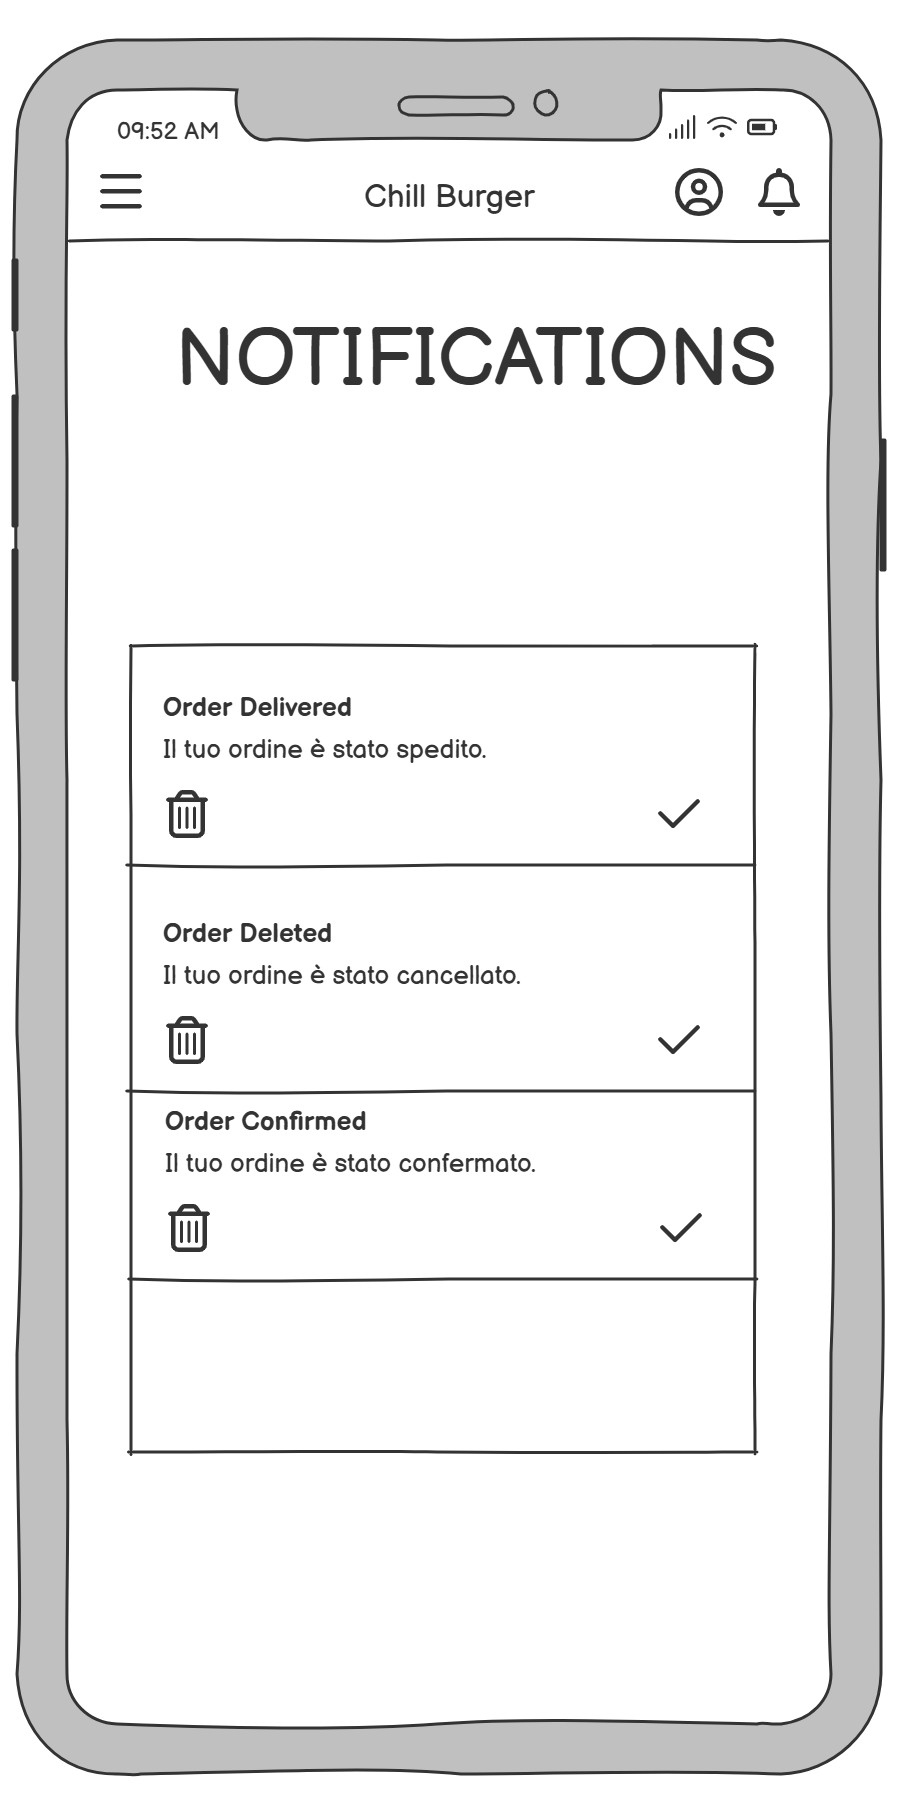 09:52 AM
Chill Burger
NOTIFICATIONS
Order Delivered
Il tuo ordine è stato spedito.
Order Deleted
Il tuo ordine è stato cancellato.
Order Confirmed
Il tuo ordine è stato confermato.